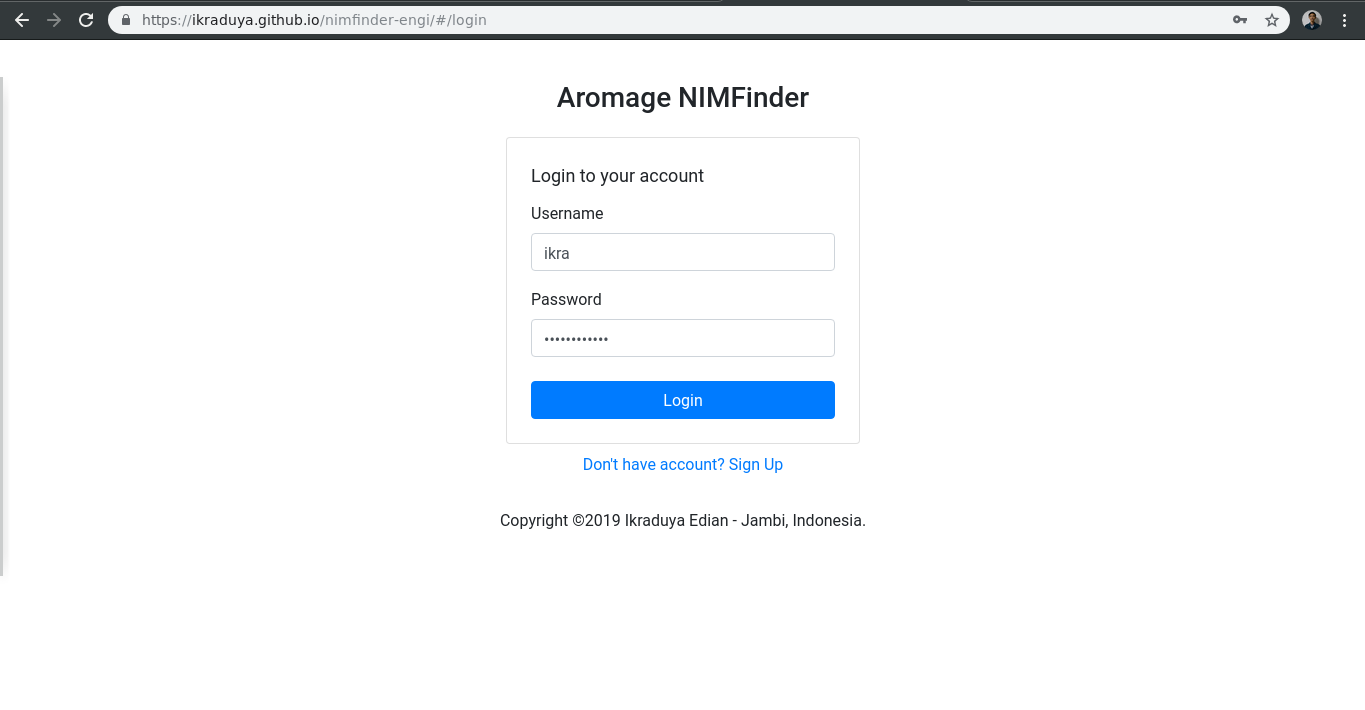 https://ikraduya.github.io/nimfinder-engi/#/login
Aromage NIMFinder
Login to your account
Username
ikra
Password
••••••••••••
Login
Don't have account? Sign Up
Copyright ©2019 Ikraduya Edian - Jambi, Indonesia.